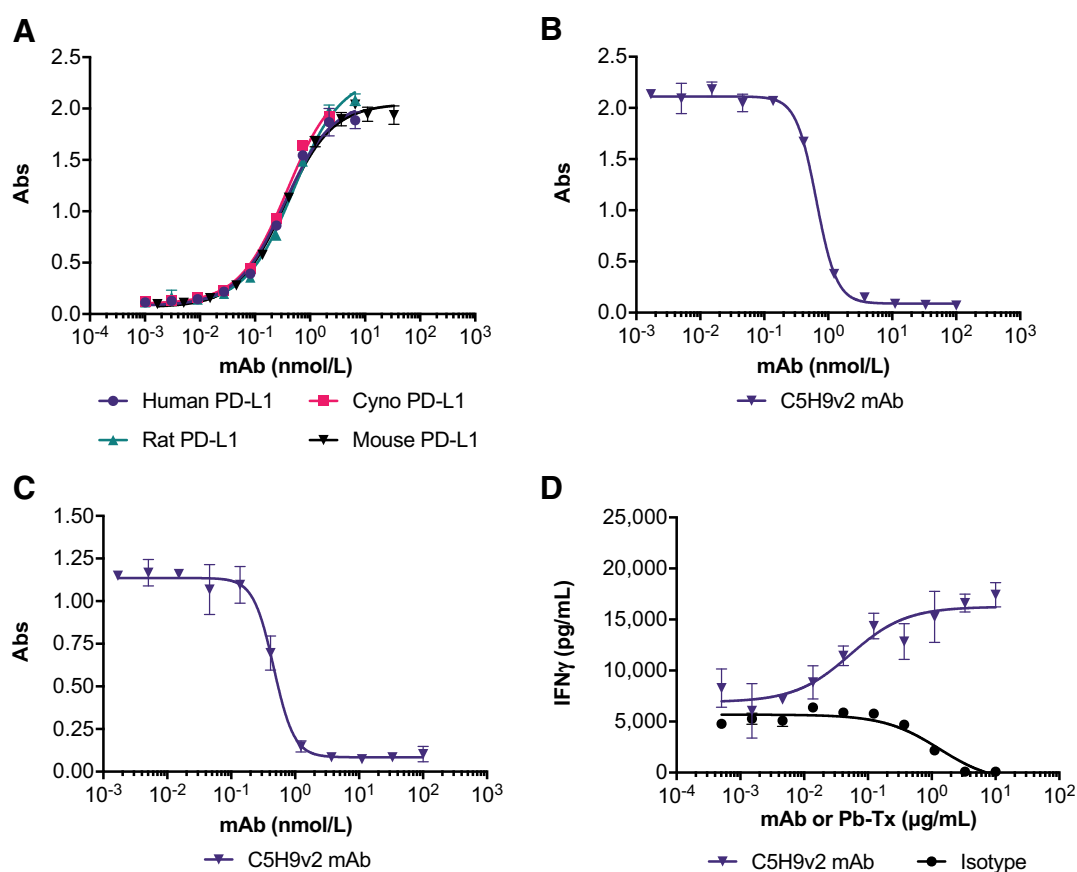 A
2.5
2.0
1.5
1.0
0.5
0.0
Abs
10-4 10-3 10-2 10-1 100 101 102 103
mAb (nmol/L)
Human PD-L1 Cyno PD-L1
Rat PD-L1 Mouse PD-L1
B
2.5
2.0
1.5
1.0
0.5
0.0
Abs
10-3 10-2 10-1 100 101 102 103
mAb (nmol/L)
C5H9v2 mAb
C
1.50
1.25
1.00
0.75
0.50
0.25
0.00
Abs
10-3 10-2 10-1 100 101 102 103
mAb (nmol/L)
C5H9v2 mAb
D
25,000
20,000
15,000
10,000
5,000
0
IFNγ (pg/mL)
10-4 10-3 10-2 10-1 100 101 102
mAb or Pb-Tx (µg/mL)
C5H9v2 mAb Isotype